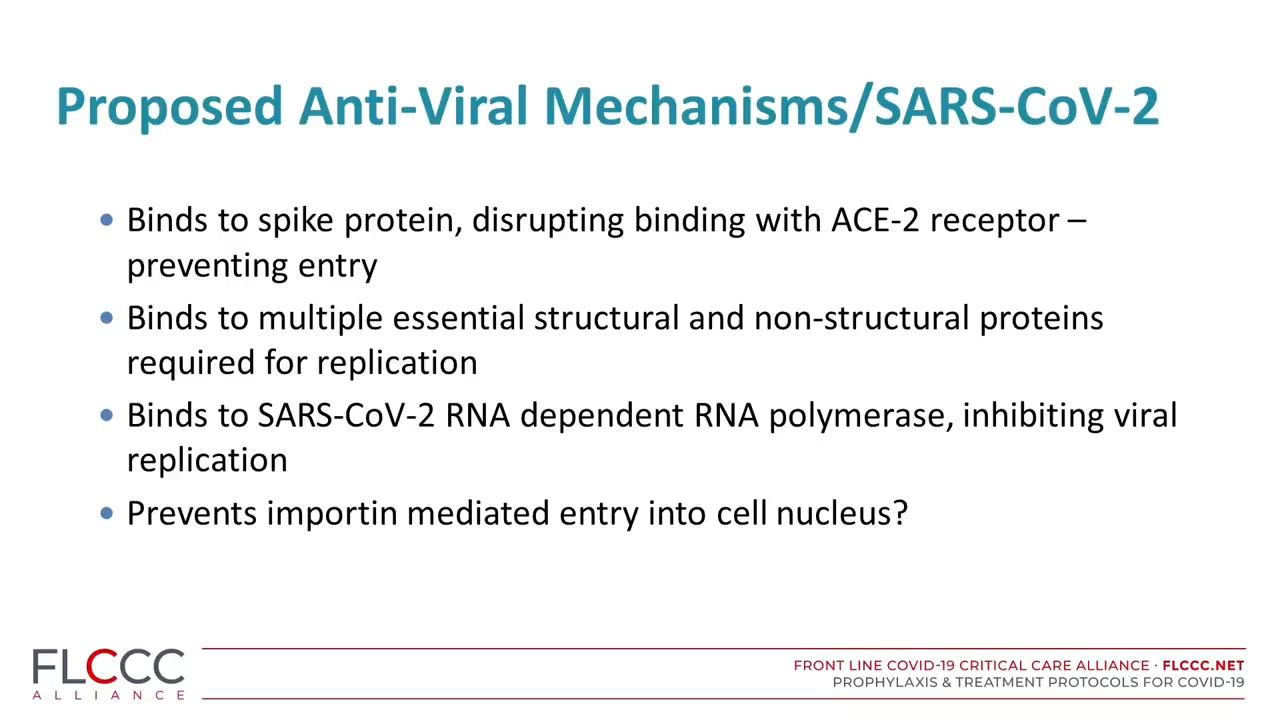 Proposed Anti-Viral Mechanisms/SARS-CoV-2
• Binds to spike protein, disrupting binding with ACE-2 receptor –
preventing entry
• Binds to multiple essential structural and non-structural proteins
required for replication
• Binds to SARS-CoV-2 RNA dependent RNA polymerase, inhibiting viral
replication
• Prevents importin mediated entry into cell nucleus?
FLCCC
ALLIANCE
FRONT LINE COVID-19 CRITICAL CARE ALLIANCE · FLCCC.NET
PROPHYLAXIS & TREATMENT PROTOCOLS FOR COVID-19